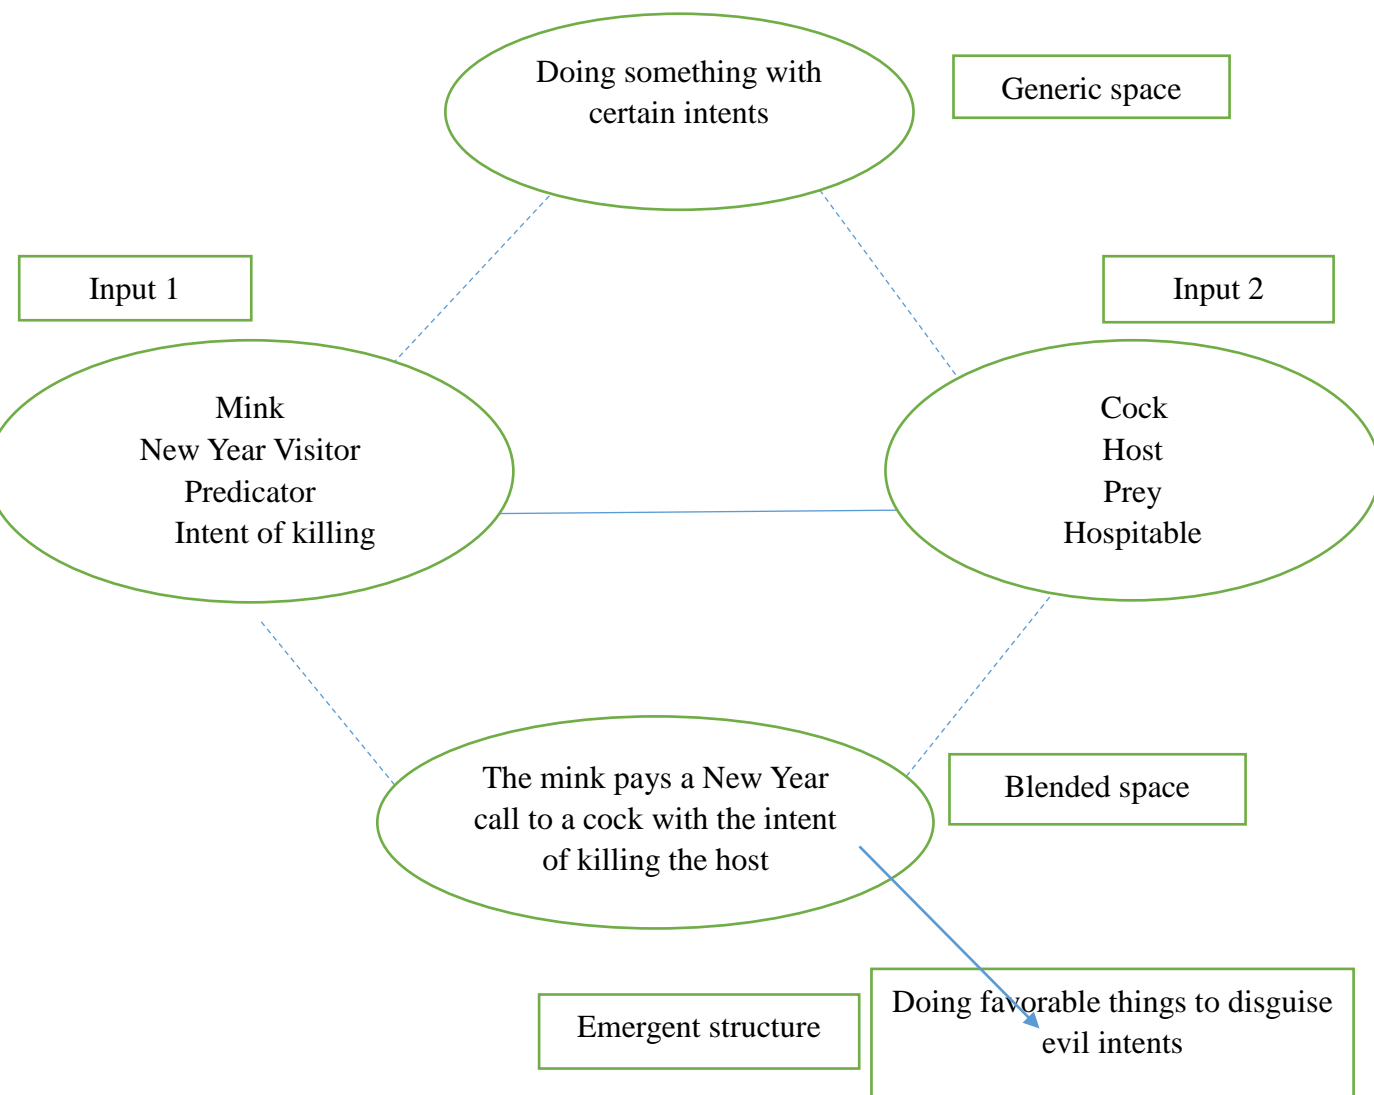 Doing something with
certain intents
Generic space
Input 1
Input 2
Mink
New Year Visitor
Predicator
Intent of killing
Cock
Host
Prey
Hospitable
The mink pays a New Year
call to a cock with the intent
of killing the host
Blended space
Emergent structure
Doing favorable things to disguise
evil intents